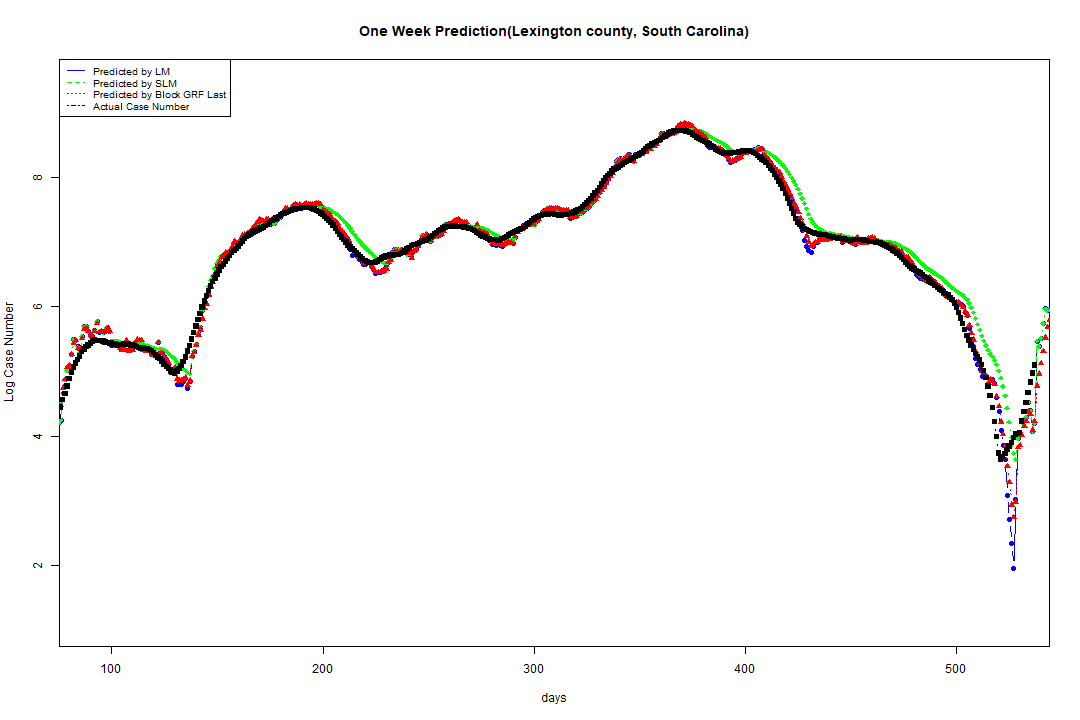 One Week Prediction(Lexington county, South Carolina)
Predicted by LM
Predicted by SLM
Predicted by Block GRF Last
Actual Case Number
8
6
4
2
Log Case Number
100 200 300 400 500
days